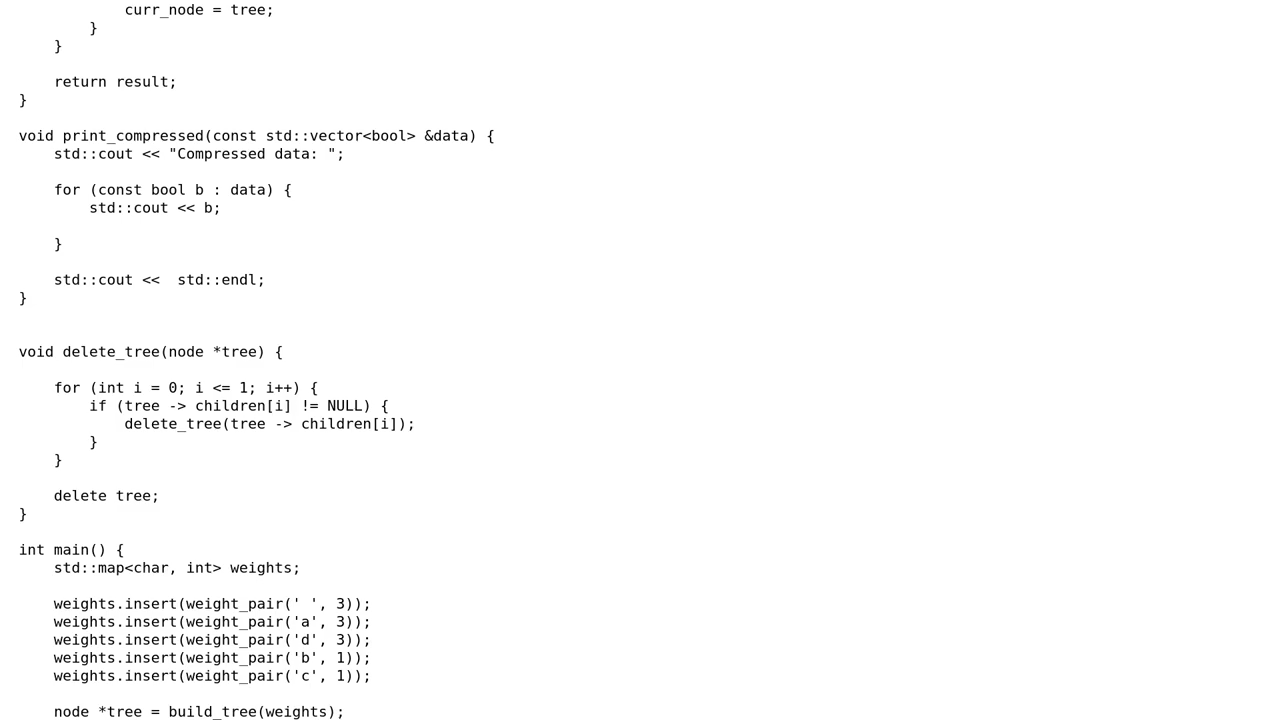 curr_node = tree;
        }
    }

    return result;
}

void print_compressed(const std::vector<bool> &data) {
    std::cout << "Compressed data: ";

    for (const bool b : data) {
        std::cout << b;

    }

    std::cout <<  std::endl;
}


void delete_tree(node *tree) {

    for (int i = 0; i <= 1; i++) {
        if (tree -> children[i] != NULL) {
            delete_tree(tree -> children[i]);
        }
    }

    delete tree;
}

int main() {
    std::map<char, int> weights;

    weights.insert(weight_pair(' ', 3));
    weights.insert(weight_pair('a', 3));
    weights.insert(weight_pair('d', 3));
    weights.insert(weight_pair('b', 1));
    weights.insert(weight_pair('c', 1));

    node *tree = build_tree(weights);